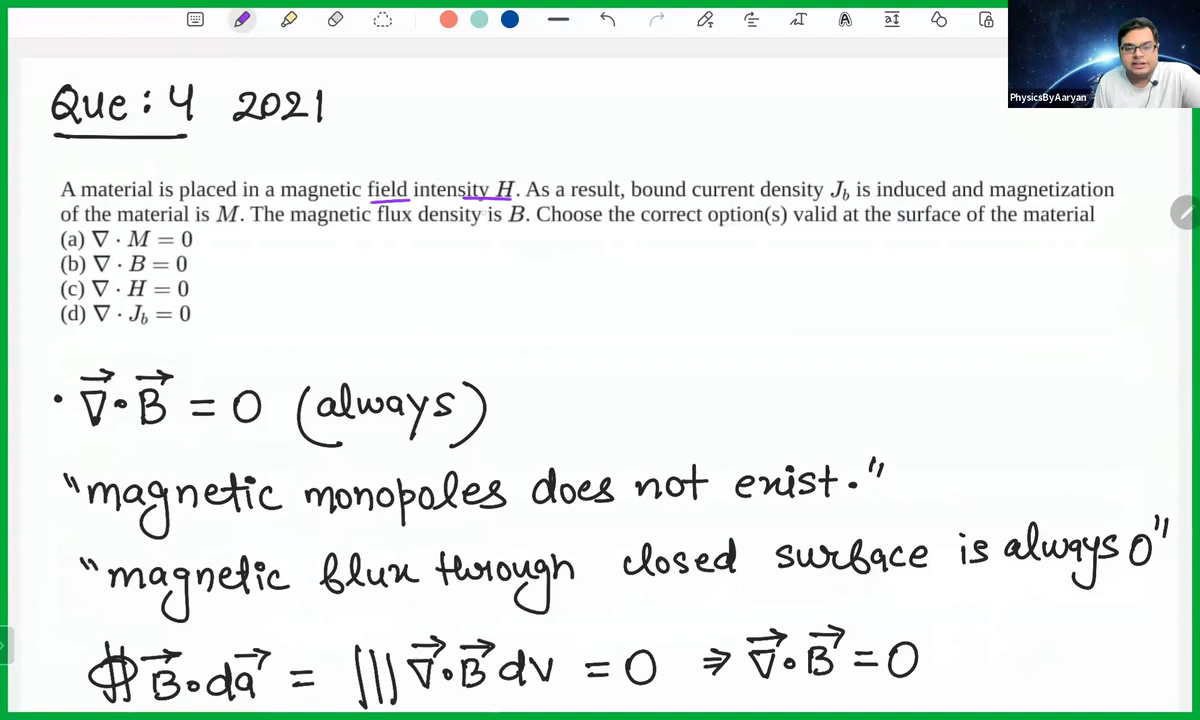 PhysicsByAaryan
Que : 4 2021
A material is placed in a magnetic field intensity H. As a result, bound current density J_b is induced and magnetization
of the material is M. The magnetic flux density is B. Choose the correct option(s) valid at the surface of the material
(a) ∇ · M = 0
(b) ∇ · B = 0
(c) ∇ · H = 0
(d) ∇ · J_b = 0
• ∇⃗ · B⃗ = 0 (always)
"magnetic monopoles does not exist."
"magnetic flux through closed surface is always 0"
∯ B⃗ · da⃗ = ∭ ∇⃗ · B⃗ dv = 0 ⇒ ∇⃗ · B⃗ = 0